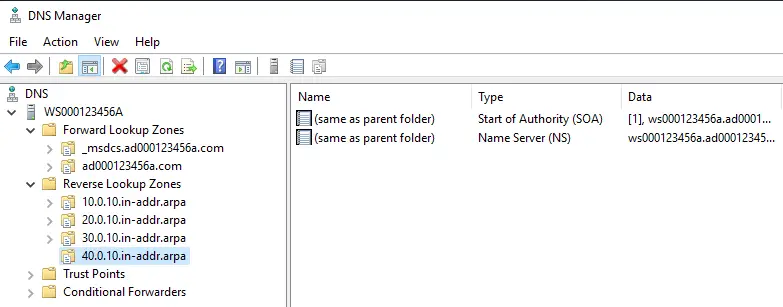 DNS Manager
File Action View Help
DNS
WS000123456A
Forward Lookup Zones
_msdcs.ad000123456a.com
ad000123456a.com
Reverse Lookup Zones
10.0.10.in-addr.arpa
20.0.10.in-addr.arpa
30.0.10.in-addr.arpa
40.0.10.in-addr.arpa
Trust Points
Conditional Forwarders
Name Type Data
(same as parent folder) Start of Authority (SOA) [1], ws000123456a.ad0001...
(same as parent folder) Name Server (NS) ws000123456a.ad00012345...